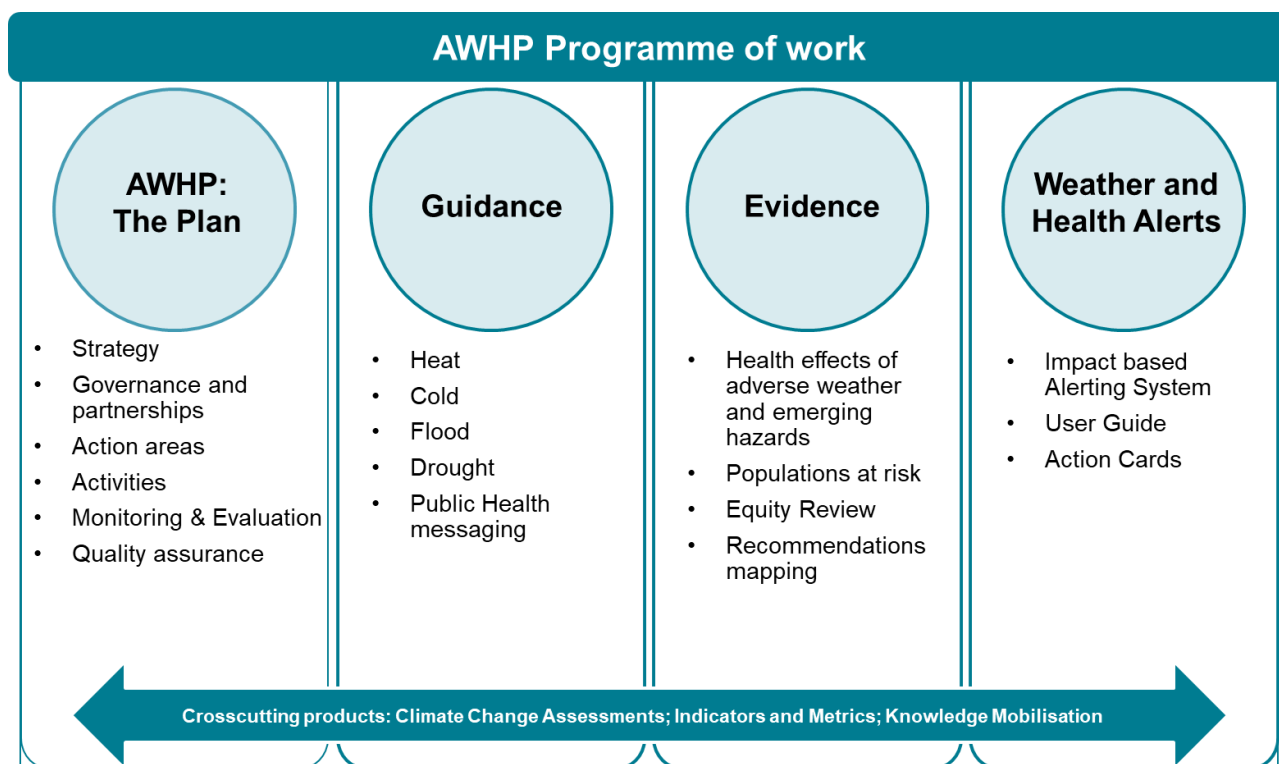 AWHP Programme of work
AWHP:
The Plan
• Strategy
• Governance and
partnerships
• Action areas
• Activities
• Monitoring & Evaluation
• Quality assurance
Guidance
• Heat
• Cold
• Flood
• Drought
• Public Health
messaging
Evidence
• Health effects of
adverse weather
and emerging
hazards
• Populations at risk
• Equity Review
• Recommendations
mapping
Weather and
Health Alerts
• Impact based
Alerting System
• User Guide
• Action Cards
Crosscutting products: Climate Change Assessments; Indicators and Metrics; Knowledge Mobilisation